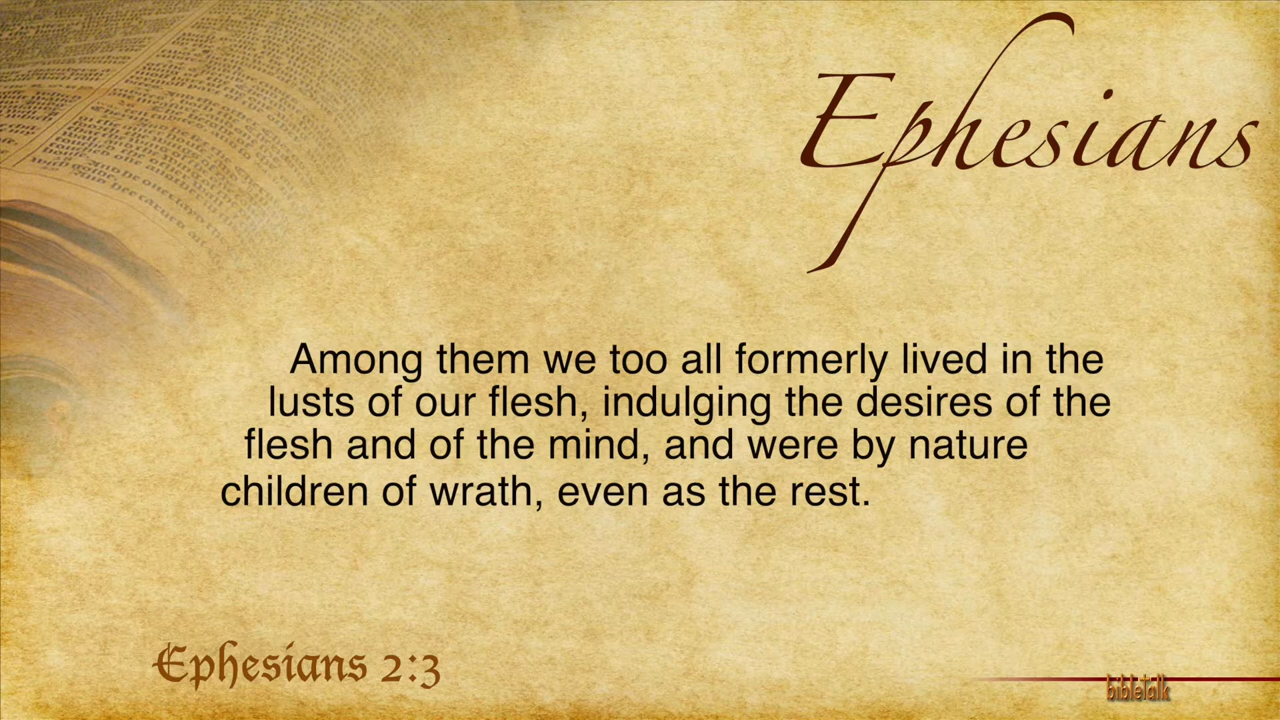 Ephesians
Among them we too all formerly lived in the
lusts of our flesh, indulging the desires of the
flesh and of the mind, and were by nature
children of wrath, even as the rest.
Ephesians 2:3
bibletalk